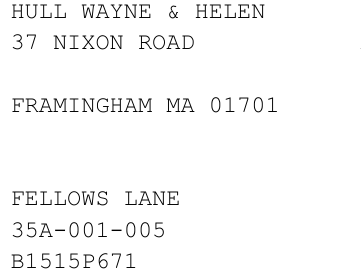 HULL WAYNE & HELEN
37 NIXON ROAD
FRAMINGHAM MA 01701
FELLOWS LANE
35A-001-005
B1515P671